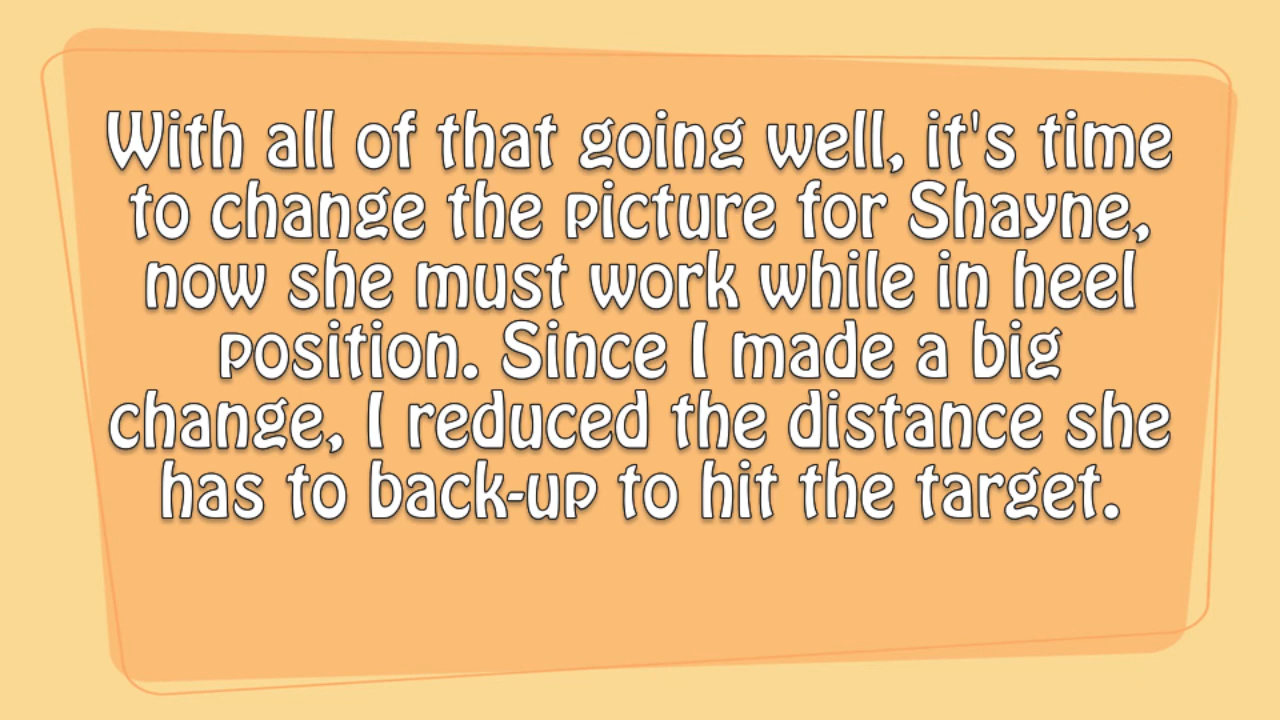 With all of that going well, it's time
to change the picture for Shayne,
now she must work while in heel
position. Since I made a big
change, I reduced the distance she
has to back-up to hit the target.